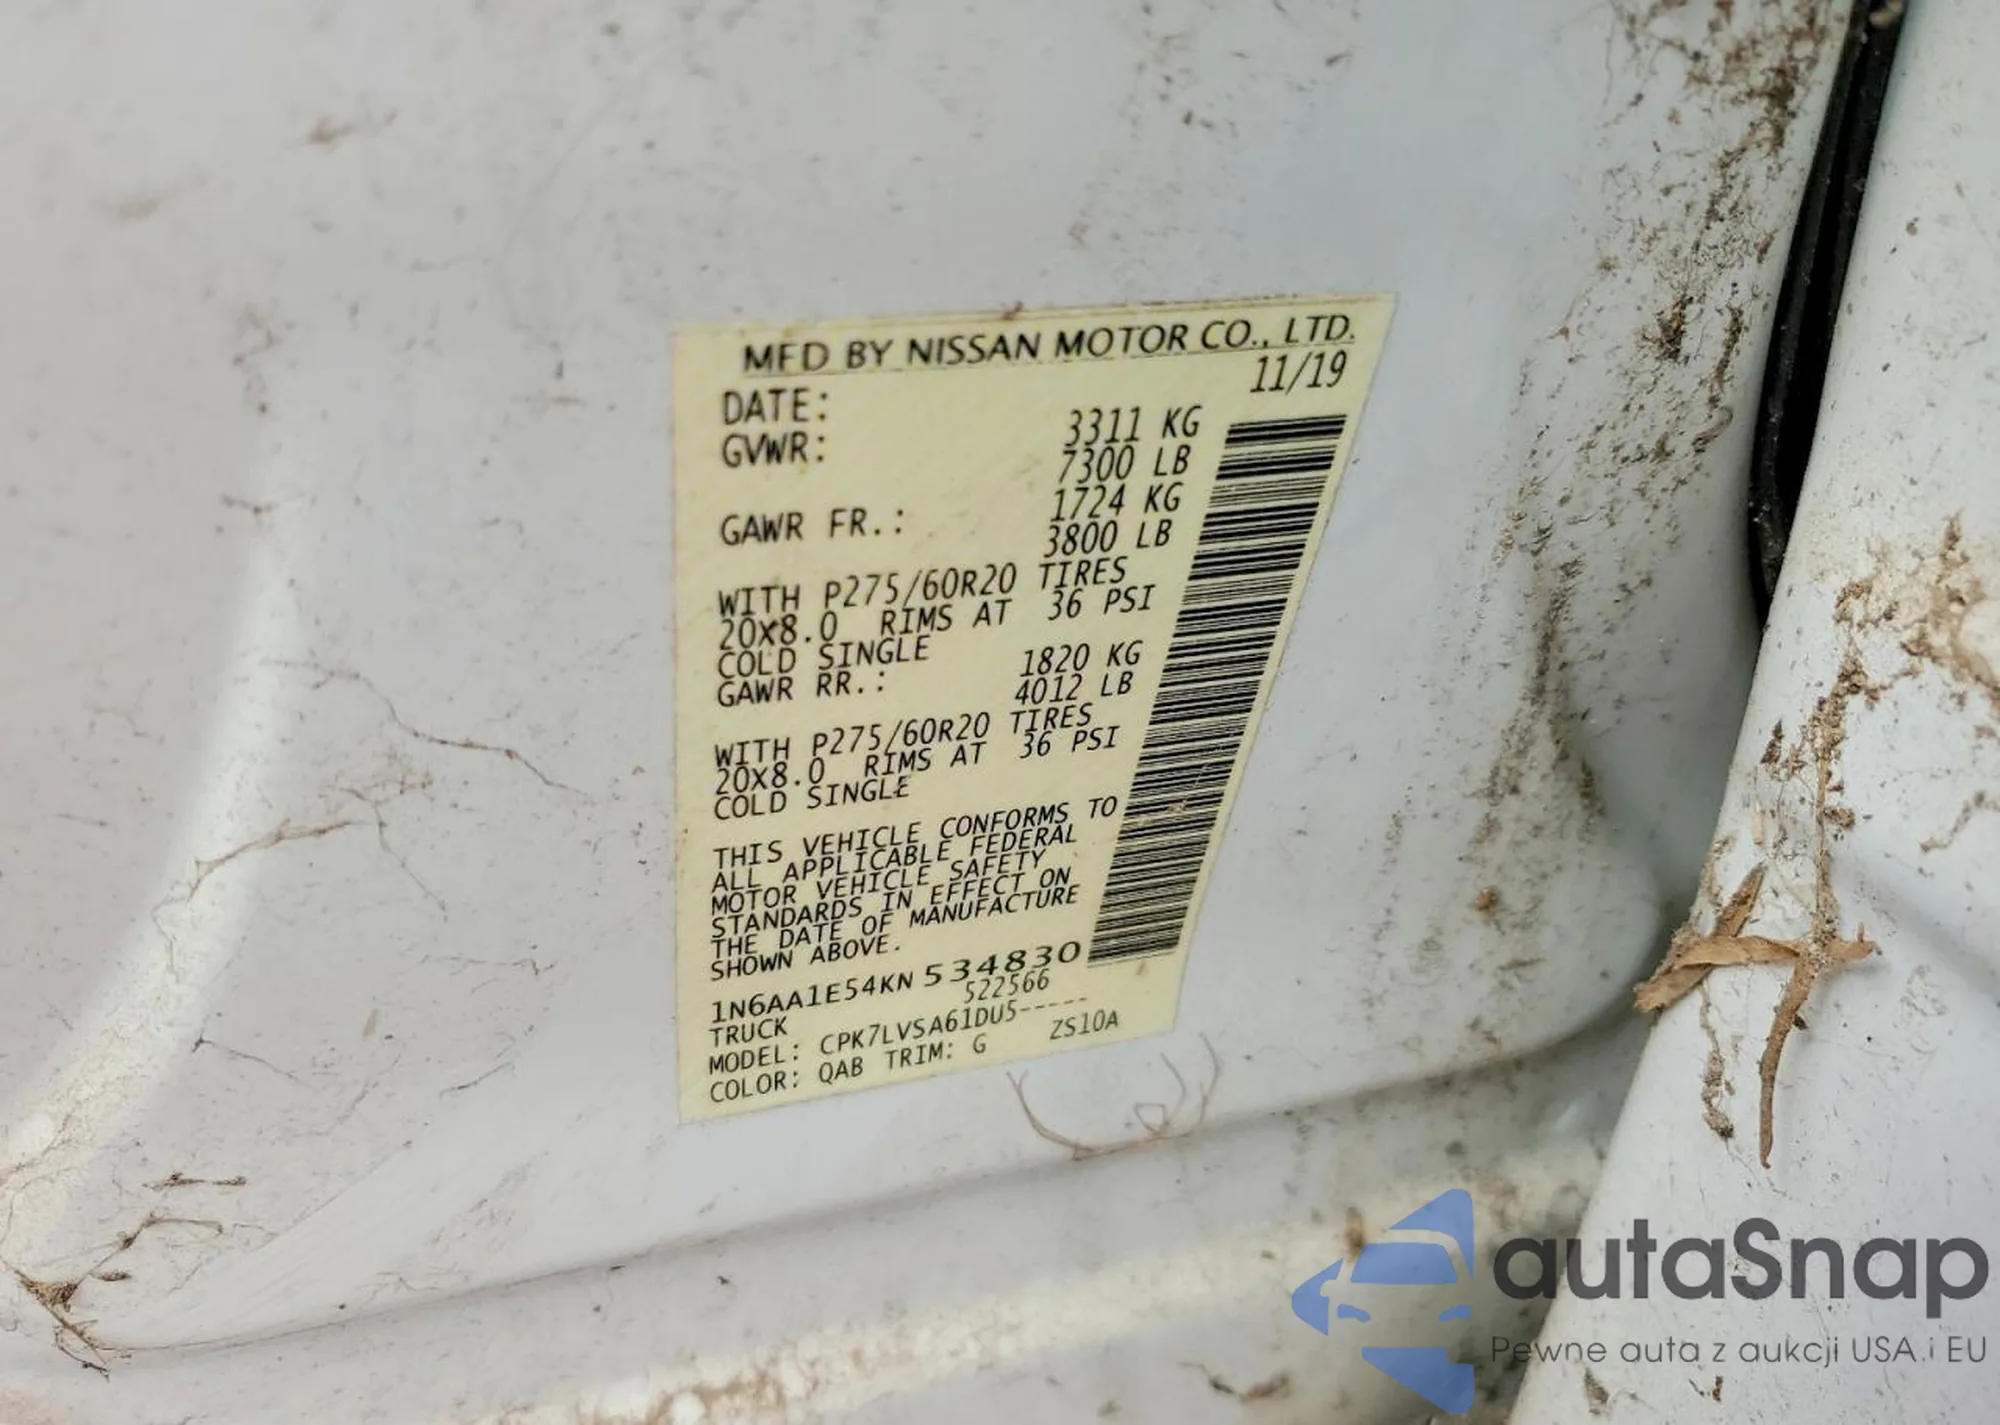 MFD BY NISSAN MOTOR CO., LTD.
DATE: 11/19
GVWR: 3311 KG
7300 LB
GAWR FR.: 1724 KG
3800 LB
WITH P275/60R20 TIRES
20X8.0 RIMS AT 36 PSI
COLD SINGLE
GAWR RR.: 1820 KG
4012 LB
WITH P275/60R20 TIRES
20X8.0 RIMS AT 36 PSI
COLD SINGLE
THIS VEHICLE CONFORMS TO
ALL APPLICABLE FEDERAL
MOTOR VEHICLE SAFETY
STANDARDS IN EFFECT ON
THE DATE OF MANUFACTURE
SHOWN ABOVE.
1N6AA1E54KN 534830
TRUCK 522566
MODEL: CPK7LVSA61DU5-----
COLOR: QAB TRIM: G ZS10A
autaSnap
Pewne auta z aukcji USA i EU